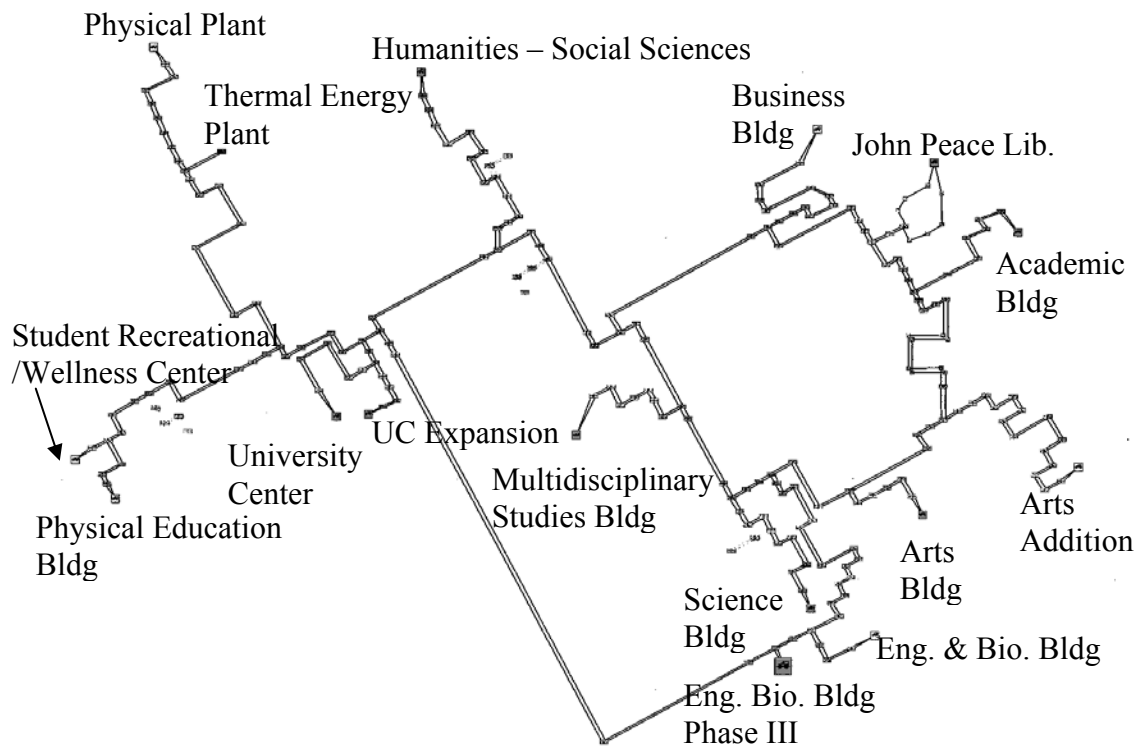 Physical Plant
Humanities – Social Sciences
Thermal Energy
Plant
Business
Bldg
John Peace Lib.
Academic
Bldg
Student Recreational
/Wellness Center
University
Center
UC Expansion
Multidisciplinary
Studies Bldg
Physical Education
Bldg
Arts
Addition
Arts
Bldg
Science
Bldg
Eng. & Bio. Bldg
Eng. Bio. Bldg
Phase III